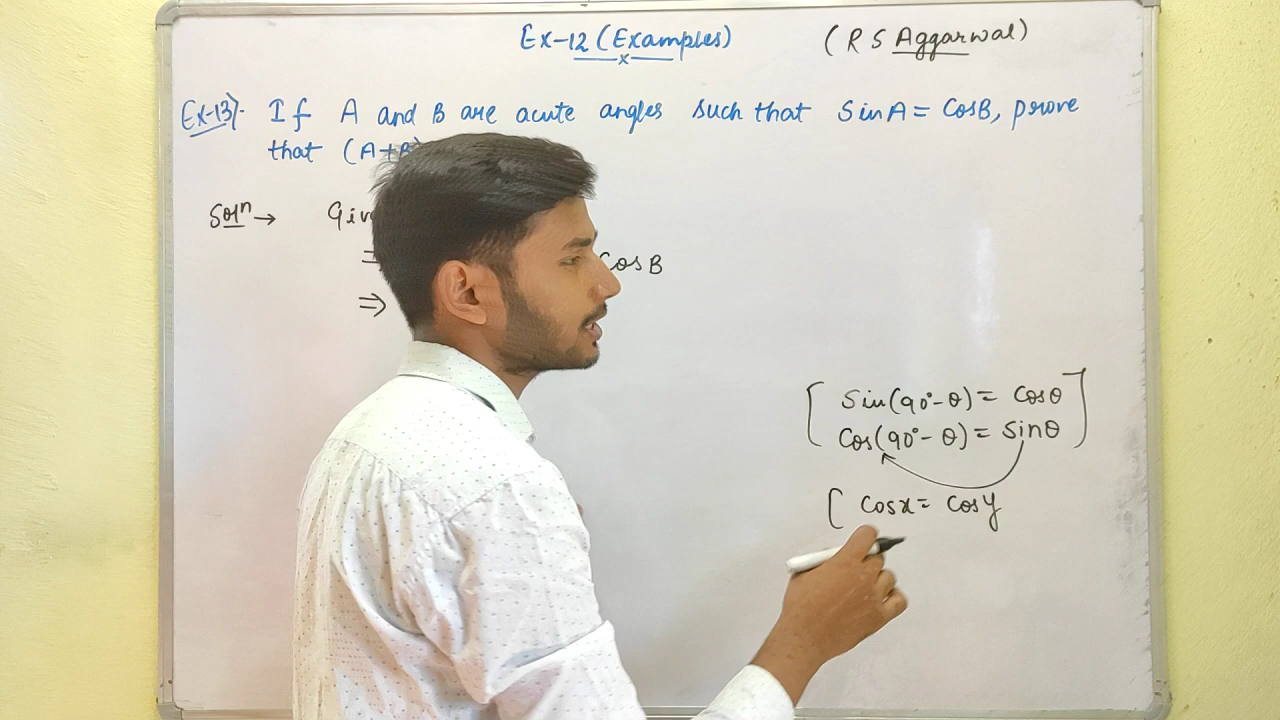 Ex-12 (Examples) (R S Aggarwal)
x
Ex-13):- If A and B are acute angles such that SinA = CosB, prove
that (A+B)
Solⁿ →
= CosB
⇒
[ Sin(90°-θ) = Cosθ ]
Cos(90°-θ) = Sinθ
[ Cosx = Cosy